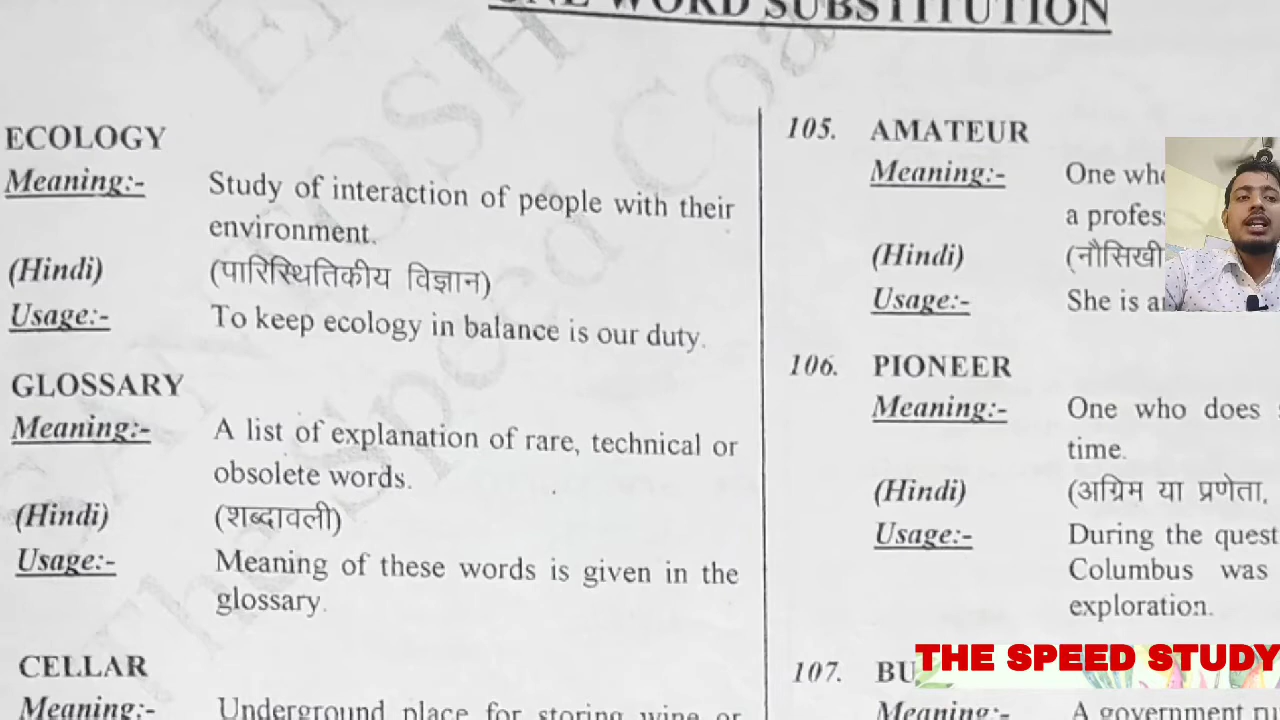 ONE WORD SUBSTITUTION
ECOLOGY
Meaning:- Study of interaction of people with their
environment.
(Hindi) (पारिस्थितिकीय विज्ञान)
Usage:- To keep ecology in balance is our duty.
GLOSSARY
Meaning:- A list of explanation of rare, technical or
obsolete words.
(Hindi) (शब्दावली)
Usage:- Meaning of these words is given in the
glossary.
CELLAR
Meaning:- Underground place for storing wine or
105. AMATEUR
Meaning:- One who
a profes
(Hindi) (नौसिखी
Usage:- She is an
106. PIONEER
Meaning:- One who does
time.
(Hindi) (अग्रिम या प्रणेता,
Usage:- During the quest
Columbus was
exploration.
107. BU
Meaning:- A government ru
THE SPEED STUDY